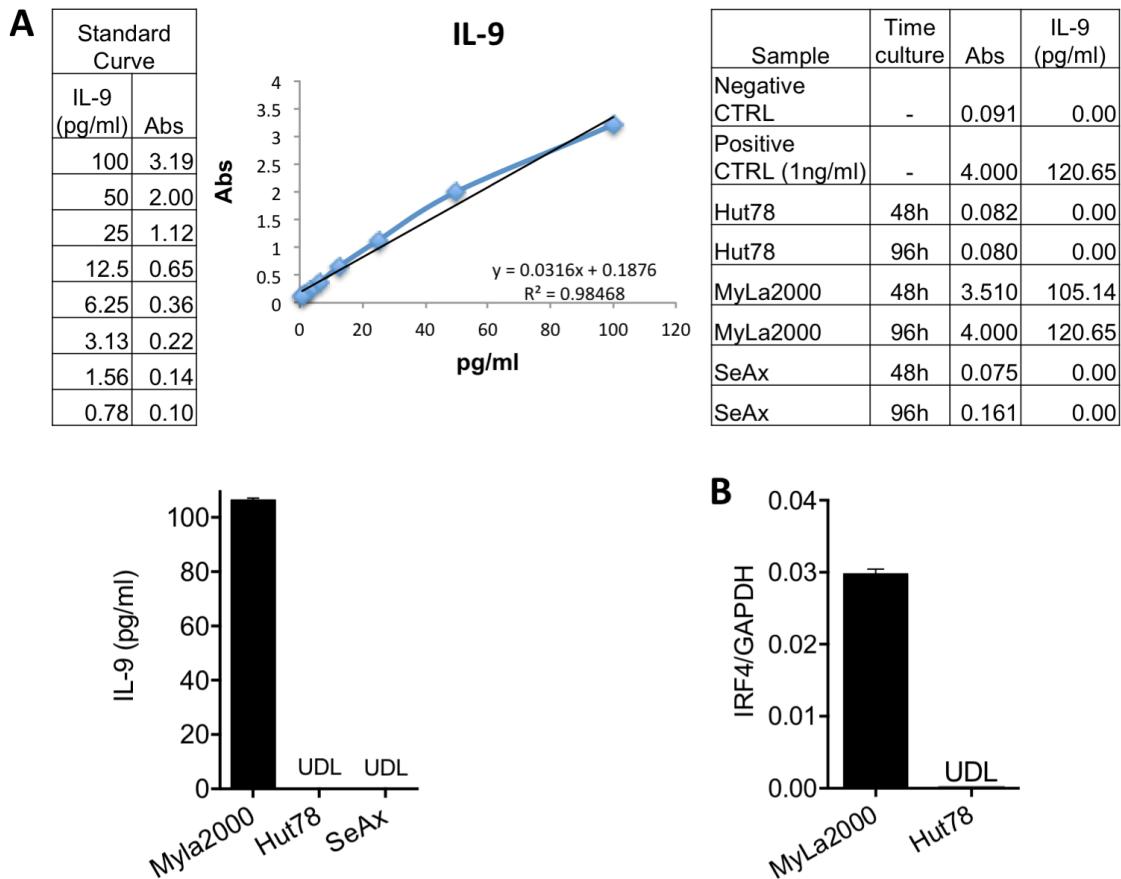 A
Standard
Curve
IL-9
(pg/ml) Abs
100 3.19
50 2.00
25 1.12
12.5 0.65
6.25 0.36
3.13 0.22
1.56 0.14
0.78 0.10
IL-9
Abs
4
3.5
3
2.5
2
1.5
1
0.5
0
y = 0.0316x + 0.1876
R² = 0.98468
0 20 40 60 80 100 120
pg/ml
Time IL-9
Sample culture Abs (pg/ml)
Negative
CTRL - 0.091 0.00
Positive
CTRL (1ng/ml) - 4.000 120.65
Hut78 48h 0.082 0.00
Hut78 96h 0.080 0.00
MyLa2000 48h 3.510 105.14
MyLa2000 96h 4.000 120.65
SeAx 48h 0.075 0.00
SeAx 96h 0.161 0.00
IL-9 (pg/ml)
100
80
60
40
20
0
UDL UDL
Myla2000 Hut78 SeAx
B
IRF4/GAPDH
0.04
0.03
0.02
0.01
0.00
UDL
MyLa2000 Hut78